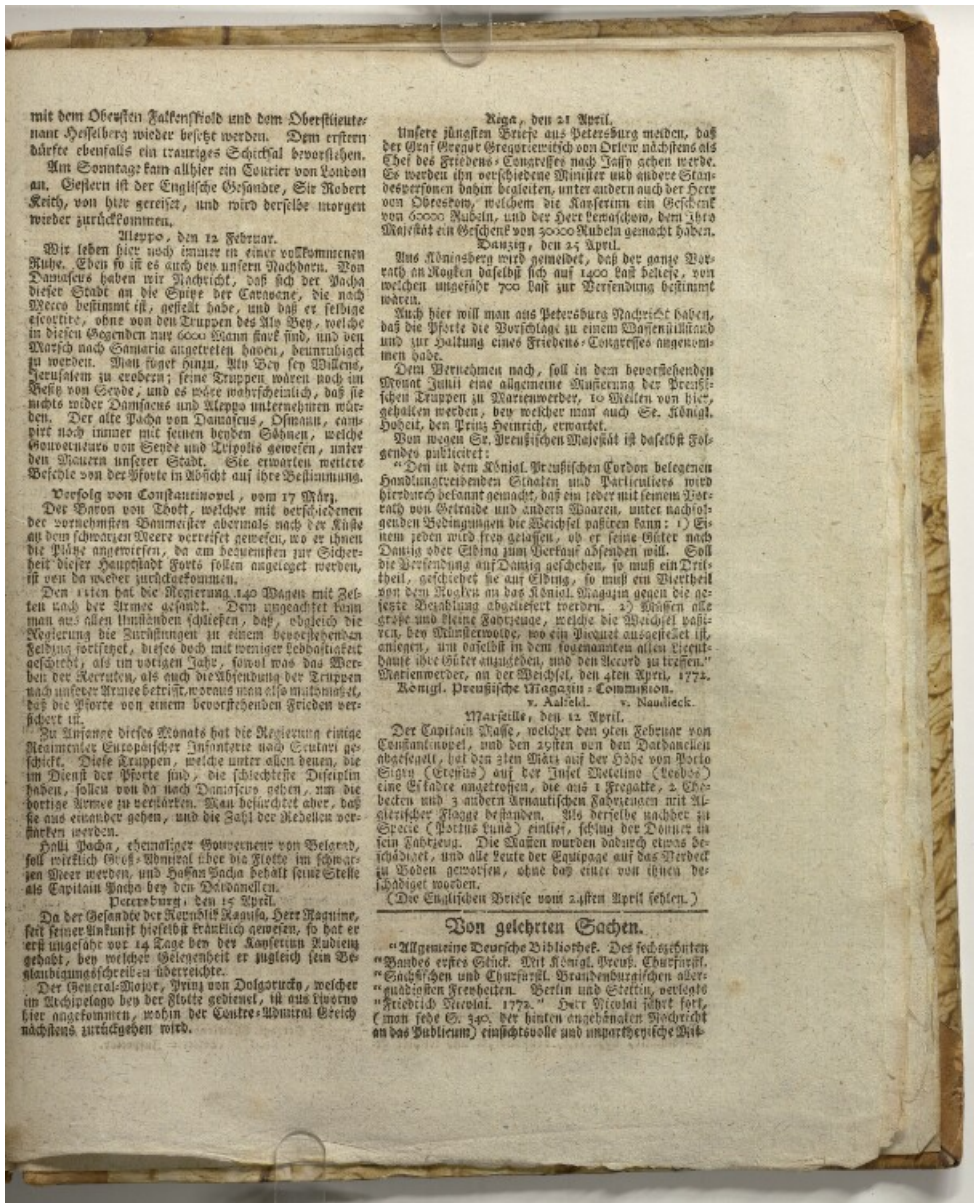 mit dem Obersten Falkenskiold und dem Oberstlieute-
nant Hesselberg wieder besetzt werden. Dem erstern
dürfte ebenfalls ein trauriges Schicksal bevorstehen.
Am Sonntage kam allhier ein Courier von London
an. Gestern ist der Englische Gesandte, Sir Robert
Keith, von hier gereiset, und wird derselbe morgen
wieder zurückkommen.
Aleppo, den 12 Februar.
Wir leben hier noch immer in einer vollkommenen
Ruhe. Eben so ist es auch bey unsern Nachbarn. Von
Damascus haben wir Nachricht, daß sich der Pacha
dieser Stadt an die Spitze der Caravane, die nach
Mecco bestimmt ist, gestellt habe, und daß er selbige
escortire, ohne von den Truppen des Aly Bey, welche
in diesen Gegenden nur 6000 Mann stark sind, und den
Marsch nach Samaria angetreten haben, beunruhiget
zu werden. Man füget hinzu, Aly Bey sey Willens,
Jerusalem zu erobern; seine Truppen wären noch im
Besitz von Seyde, und es wäre wahrscheinlich, daß sie
nichts wider Damascus und Aleppo unternehmen wür-
den. Der alte Pacha von Damascus, Osmann, cam-
pirt noch immer mit seinen beyden Söhnen, welche
Gouverneurs von Seyde und Tripolis gewesen, unter
den Mauern unserer Stadt. Sie erwarten weitere
Befehle von der Pforte in Absicht auf ihre Bestimmung.
Verfolg von Constantinopel, vom 17 März.
Der Baron von Thott, welcher mit verschiedenen
der vornehmsten Baumeister abermals nach der Küste
an dem schwarzen Meere verreiset gewesen, wo er ihnen
die Plätze angewiesen, da am bequemsten zur Sicher-
heit dieser Hauptstadt Forts sollen angeleget werden,
ist von da wieder zurückgekommen.
Den 11ten hat die Regierung 140 Wagen mit Zel-
ten nach der Armee gesandt. Dem ungeachtet kann
man aus allen Umständen schließen, daß, obgleich die
Regierung die Zurüstungen zu einem bevorstehenden
Feldzug fortsetzet, dieses doch mit weniger Lebhaftigkeit
geschieht, als im vorigen Jahr, sowol was das Wer-
ben der Recruten, als auch die Absendung der Truppen
nach unserer Armee betrifft, woraus man also muthmaßet,
daß die Pforte von einem bevorstehenden Frieden ver-
sichert ist.
Zu Anfange dieses Monats hat die Regierung einige
Regimenter Europäischer Infanterie nach Scutari ge-
schickt. Diese Truppen, welche unter allen denen, die
im Dienst der Pforte sind, die schlechteste Disciplin
haben, sollen von da nach Damascus gehen, um die
dortige Armee zu verstärken. Man befürchtet aber, daß
sie aus einander gehen, und die Zahl der Rebellen ver-
stärken werden.
Halli Pacha, ehemaliger Gouverneur von Belgrad,
soll wirklich Groß-Admiral über die Flotte im schwar-
zen Meer werden, und Hassan Pacha behält seine Stelle
als Capitain Pacha bey den Dardanellen.
Petersburg, den 15 April.
Da der Gesandte der Republik Ragusa, Herr Ragnine,
seit seiner Ankunft hieselbst kränklich gewesen, so hat er
erst ungefähr vor 14 Tage bey der Kayserinn Audienz
gehabt, bey welcher Gelegenheit er zugleich sein Be-
glaubigungsschreiben überreichte.
Der General-Major, Prinz von Dolgorucky, welcher
im Archipelago bey der Flotte gedienet, ist aus Livorno
hier angekommen, wohin der Contre-Admiral Greich
nächstens zurückgehen wird.
Riga, den 21 April.
Unsere jüngsten Briefe aus Petersburg melden, daß
der Graf Gregor Gregoriewitsch von Orlow nächstens als
Chef des Friedens-Congresses nach Jassy gehen werde.
Es werden ihn verschiedene Minister und andere Stan-
despersonen dahin begleiten, unter andern auch der Herr
von Obreskow, welchem die Kayserinn ein Geschenk
von 60000 Rubeln, und der Herr Lewaschow, dem Ihro
Majestät ein Geschenk von 30000 Rubeln gemacht haben.
Danzig, den 25 April.
Aus Königsberg wird gemeldet, daß der ganze Vor-
rath an Rogken daselbst sich auf 1400 Last beliefe, von
welchen ungefähr 700 Last zur Versendung bestimmt
wären.
Auch hier will man aus Petersburg Nachricht haben,
daß die Pforte die Vorschläge zu einem Waffenstillstand
und zur Haltung eines Friedens-Congresses angenom-
men habe.
Dem Vernehmen nach, soll in dem bevorstehenden
Monat Junii eine allgemeine Musterung der Preußi-
schen Truppen zu Marienwerder, 10 Meilen von hier,
gehalten werden, bey welcher man auch Se. Königl.
Hoheit, den Prinz Heinrich, erwartet.
Von wegen Sr. Preußischen Majestät ist daselbst Fol-
gendes publiciret:
“Den in dem Königl. Preußischen Cordon belegenen
Handlungtreibenden Staaten und Particuliers wird
hierdurch bekannt gemacht, daß ein jeder mit seinem Vor-
rath von Getraide und andern Waaren, unter nachfol-
genden Bedingungen die Weichsel paßiren kann: 1) Ei-
nem jeden wird frey gelassen, ob er seine Güter nach
Danzig oder Elbing zum Verkauf absenden will. Soll
die Versendung auf Danzig geschehen, so muß ein Dril-
theil, geschiehet sie auf Elbing, so muß ein Viertheil
von dem Rogken an das Königl. Magazin gegen die ge-
setzte Bezahlung abgeliefert werden. 2) Müssen alle
große und kleine Fahrzeuge, welche die Weichsel paßi-
ren, bey Münsterwolde, wo ein Picquet ausgestellet ist,
anlegen, um daselbst in dem sogenannten alten Licent-
hause ihre Güter anzugeben, und den Accord zu treffen.”
Marienwerder, an der Weichsel, den 4ten April, 1772.
Königl. Preußische Magazin-Commission.
v. Aalfeld. v. Naudieck.
Marseille, den 12 April.
Der Capitain Masse, welcher den 9ten Februar von
Constantinopel, und den 25sten von den Dardanellen
abgesegelt, hat den 3ten März auf der Höhe von Porto
Sigry (Eressus) auf der Insel Metelino (Lesbos)
eine Escadre angetroffen, die aus 1 Fregatte, 2 Che-
becken und 3 andern Arnautischen Fahrzeugen mit Al-
gierischer Flagge bestanden. Als derselbe nachher zu
Specie (Portus Lunä) einlief, schlug der Donner in
sein Fahrzeug. Die Masten wurden dadurch etwas be-
schädiget, und alle Leute der Equipage auf das Verdeck
zu Boden geworfen, ohne daß einer von ihnen be-
schädiget worden.
(Die Englischen Briefe vom 24sten April fehlen.)
Von gelehrten Sachen.
“Allgemeine Deutsche Bibliothek. Des sechszehnten
“Bandes erstes Stück. Mit Königl. Preuß. Churfürstl.
“Sächsischen und Churfürstl. Brandenburgischen aller-
“gnädigsten Freyheiten. Berlin und Stettin, verlegts
“Friedrich Nicolai. 1772.” Herr Nicolai fährt fort,
(man sehe S. 340. der hinten angehängten Nachricht
an das Publicum) einsichtsvolle und unpartheyische Mit-